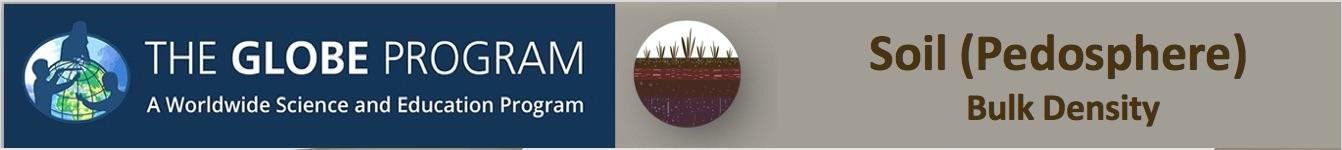 THE GLOBE PROGRAM
A Worldwide Science and Education Program
Soil (Pedosphere)
Bulk Density